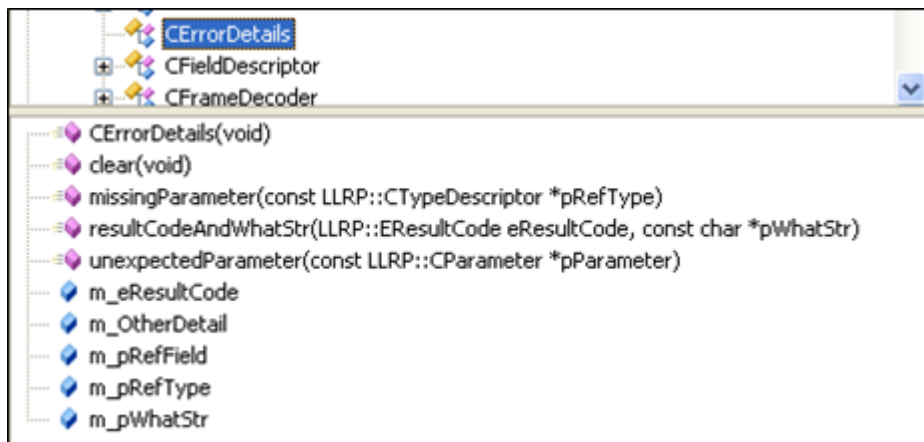 CErrorDetails
CFieldDescriptor
CFrameDecoder
CErrorDetails(void)
clear(void)
missingParameter(const LLRP::CTypeDescriptor *pRefType)
resultCodeAndWhatStr(LLRP::EResultCode eResultCode, const char *pWhatStr)
unexpectedParameter(const LLRP::CParameter *pParameter)
m_eResultCode
m_OtherDetail
m_pRefField
m_pRefType
m_pWhatStr